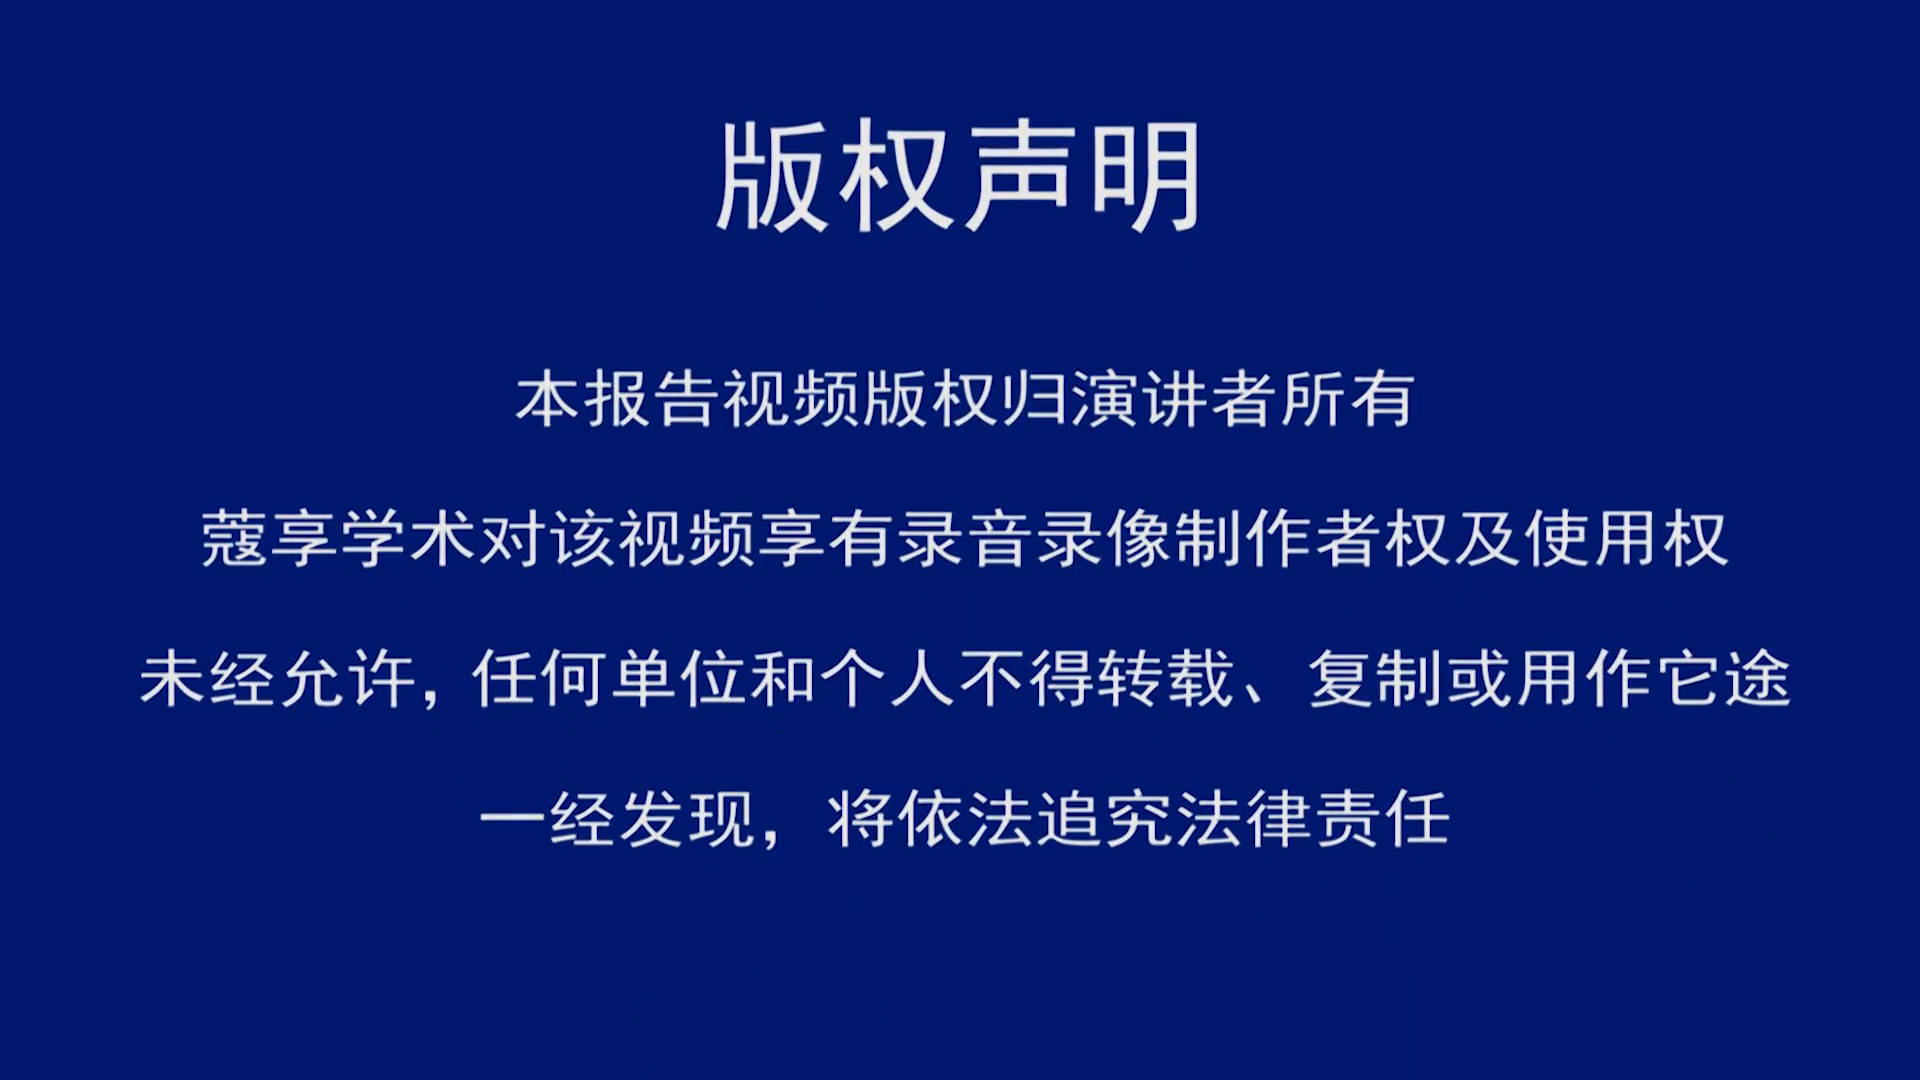 版权声明
本报告视频版权归演讲者所有
蔻享学术对该视频享有录音录像制作者权及使用权
未经允许，任何单位和个人不得转载、复制或用作它途
一经发现，将依法追究法律责任